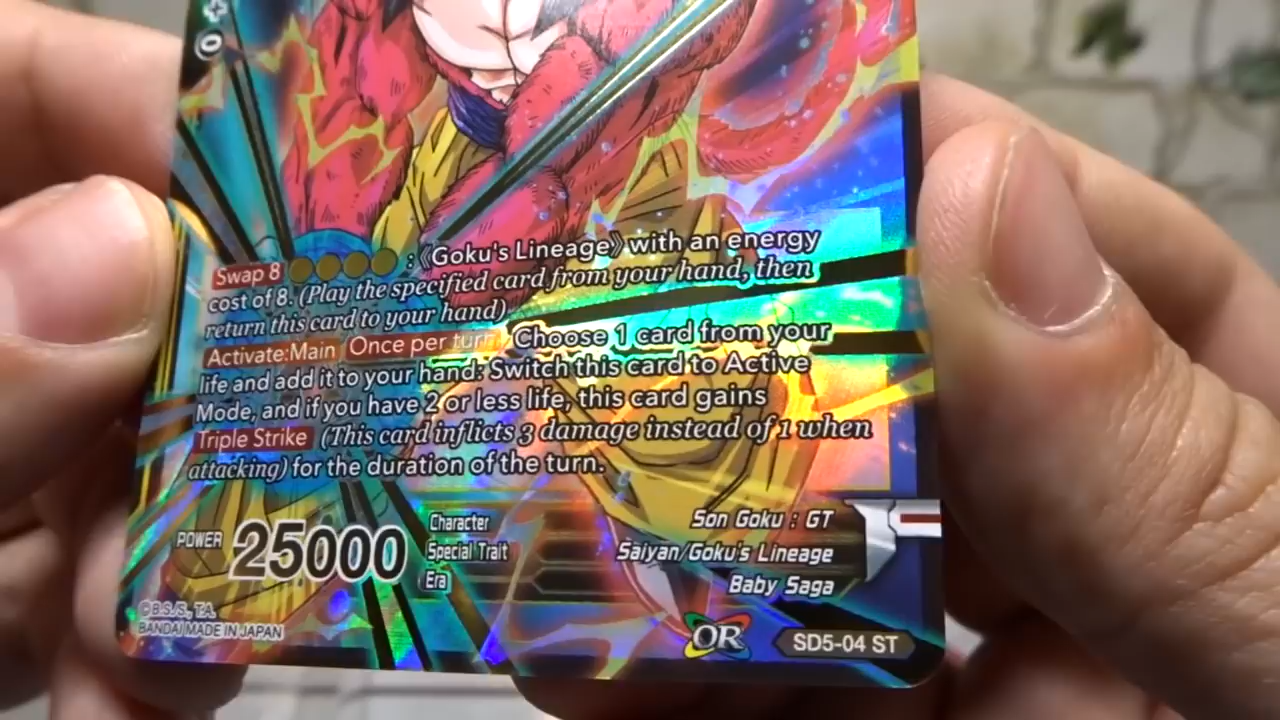 0
Swap 8 : 《Goku's Lineage》 with an energy
cost of 8. (Play the specified card from your hand, then
return this card to your hand)
Activate:Main Once per turn Choose 1 card from your
life and add it to your hand: Switch this card to Active
Mode, and if you have 2 or less life, this card gains
Triple Strike (This card inflicts 3 damage instead of 1 when
attacking) for the duration of the turn.
POWER 25000
Character Son Goku : GT
Special Trait Saiyan/Goku's Lineage
Era Baby Saga
©B.S./S., T.A.
BANDAI MADE IN JAPAN
OR
SD5-04 ST